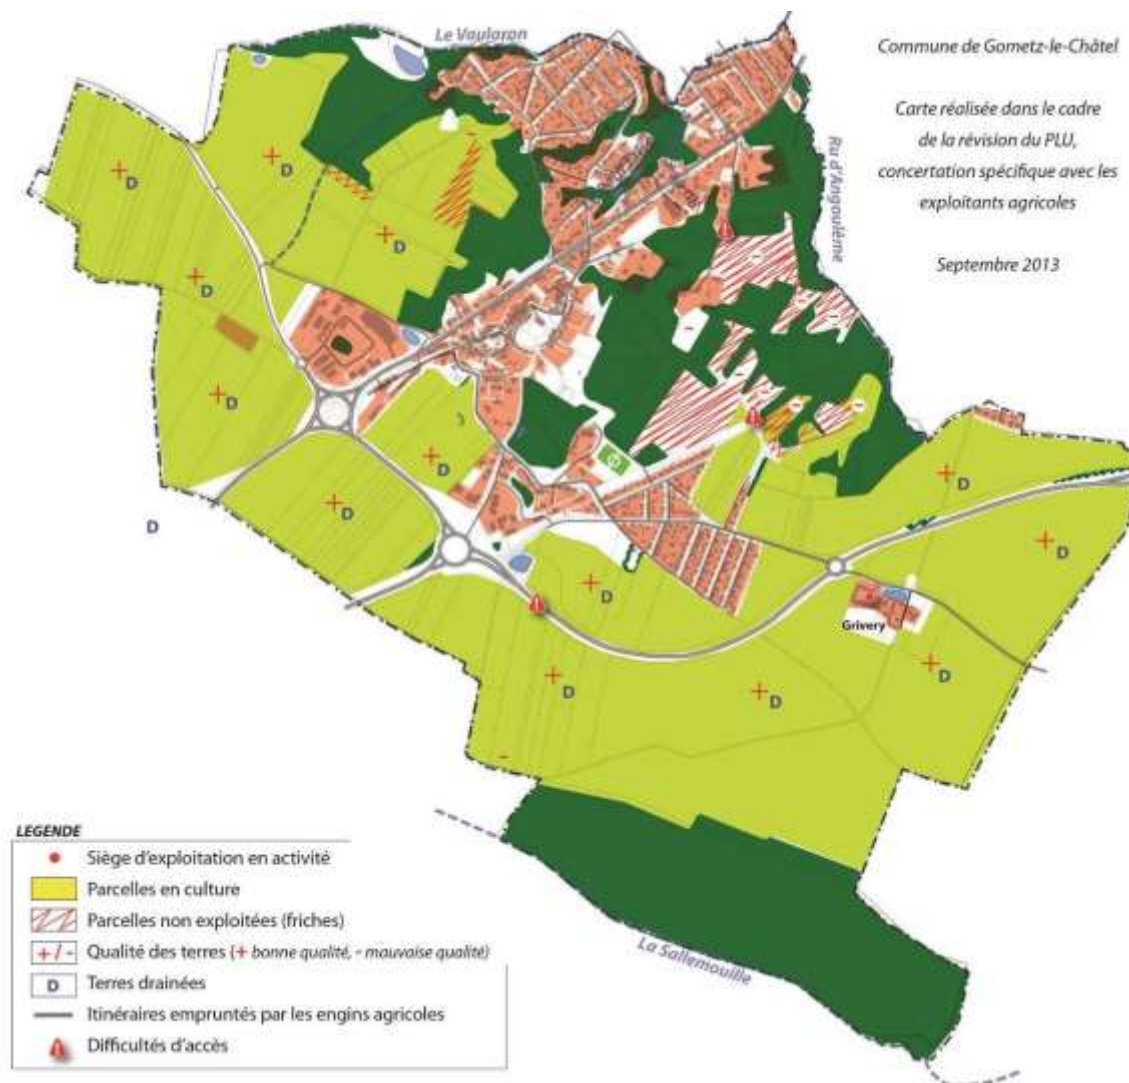 Le Vaularon
Commune de Gometz-le-Châtel
Carte réalisée dans le cadre
de la révision du PLU,
concertation spécifique avec les
exploitants agricoles
Septembre 2013
Ru d'Angoulême
+ D
+ D
+ D
+ D
+ D
+ D
+ D
D
+ D
+ D
+ D
Grivery
+ D
+ D
+ D
La Sallemouille
LEGENDE
Siège d'exploitation en activité
Parcelles en culture
Parcelles non exploitées (friches)
+ / - Qualité des terres (+ bonne qualité, - mauvaise qualité)
D Terres drainées
Itinéraires empruntés par les engins agricoles
Difficultés d'accès